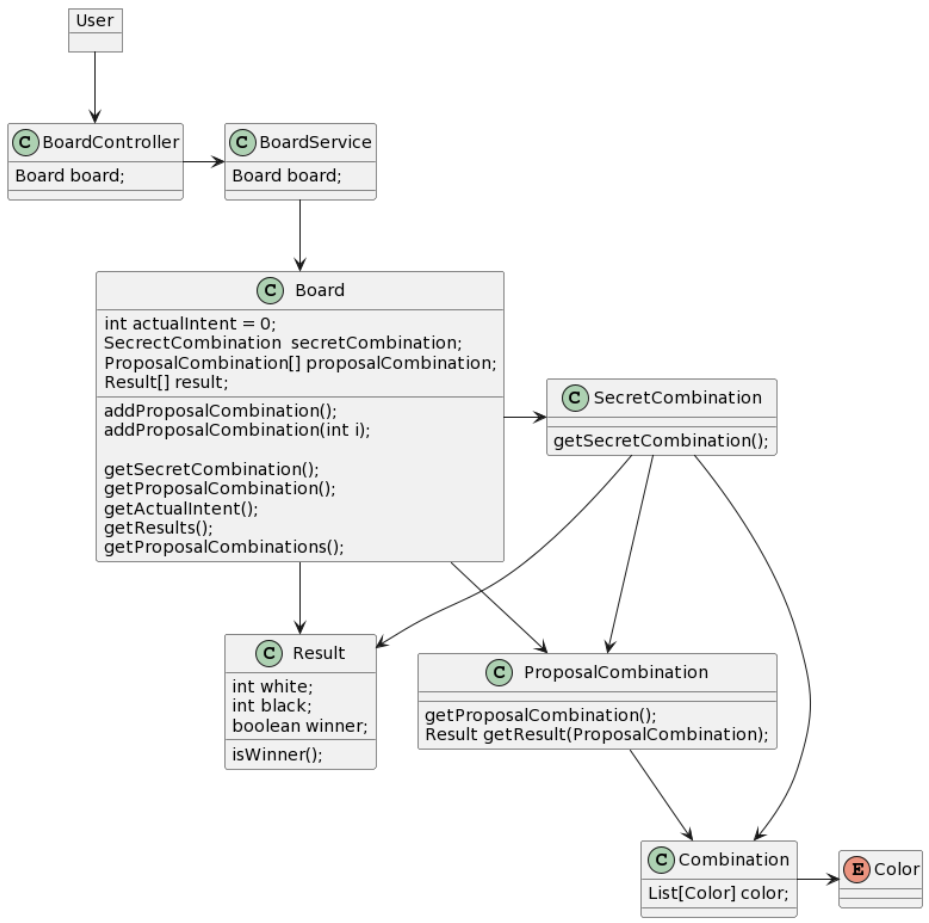 User
C BoardController
Board board;
C BoardService
Board board;
C Board
int actualIntent = 0;
SecrectCombination  secretCombination;
ProposalCombination[] proposalCombination;
Result[] result;
addProposalCombination();
addProposalCombination(int i);
getSecretCombination();
getProposalCombination();
getActualIntent();
getResults();
getProposalCombinations();
C SecretCombination
getSecretCombination();
C Result
int white;
int black;
boolean winner;
isWinner();
C ProposalCombination
getProposalCombination();
Result getResult(ProposalCombination);
C Combination
List[Color] color;
E Color